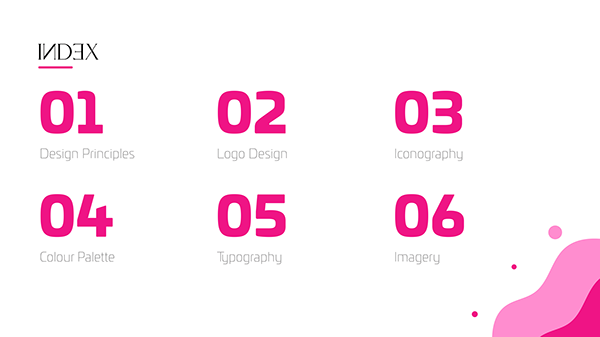 INDEX
01 02 03
Design Principles Logo Design Iconography
04 05 06
Colour Palette Typography Imagery